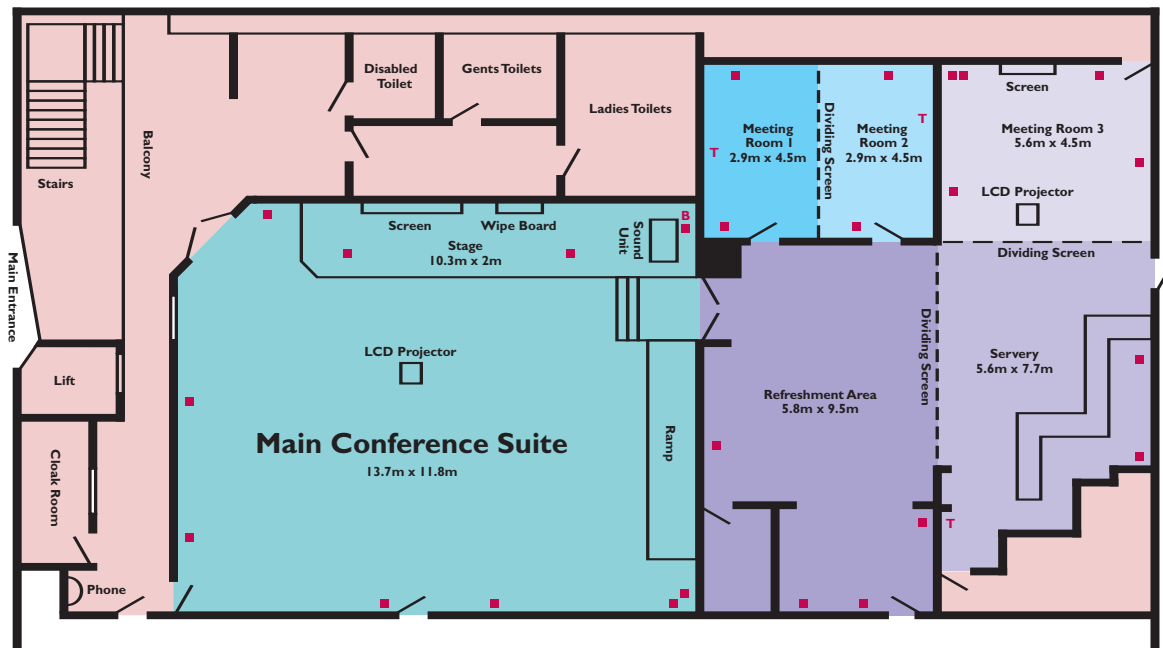 Disabled
Toilet
Gents Toilets
Ladies Toilets
Balcony
Stairs
Main Entrance
Lift
Cloak Room
Phone
Screen
Wipe Board
Stage
10.3m x 2m
Sound
Unit
B
LCD Projector
Main Conference Suite
13.7m x 11.8m
Ramp
Meeting
Room 1
2.9m x 4.5m
T
Dividing Screen
Meeting
Room 2
2.9m x 4.5m
T
Screen
Meeting Room 3
5.6m x 4.5m
LCD Projector
Dividing Screen
Dividing Screen
Refreshment Area
5.8m x 9.5m
Servery
5.6m x 7.7m
T